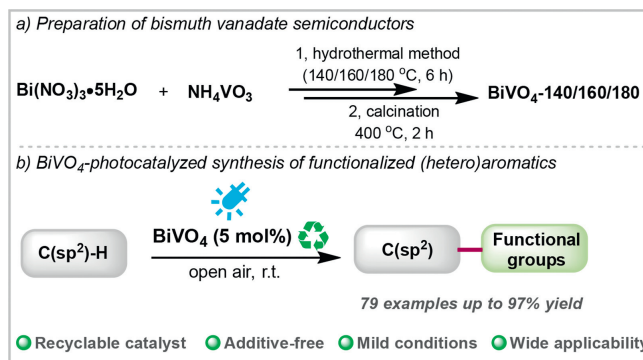 a) Preparation of bismuth vanadate semiconductors
1, hydrothermal method
(140/160/180 °C, 6 h)
Bi(NO₃)₃•5H₂O + NH₄VO₃ BiVO₄-140/160/180
2, calcination
400 °C, 2 h
b) BiVO₄-photocatalyzed synthesis of functionalized (hetero)aromatics
BiVO₄ (5 mol%)
C(sp²)-H C(sp²) Functional groups
open air, r.t.
79 examples up to 97% yield
Recyclable catalyst Additive-free Mild conditions Wide applicability